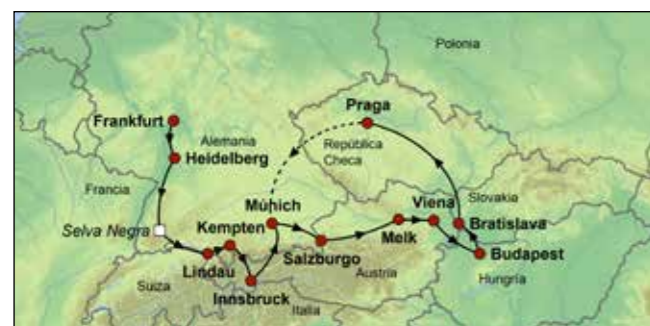 Polonia
Praga
Frankfurt
Alemania
República
Checa
Heidelberg
Francia
Slovakia
Múnich
Viena
Selva Negra
Kempten
Bratislava
Melk
Lindau
Salzburgo
Budapest
Austria
Suiza
Innsbruck
Hungría
Italia